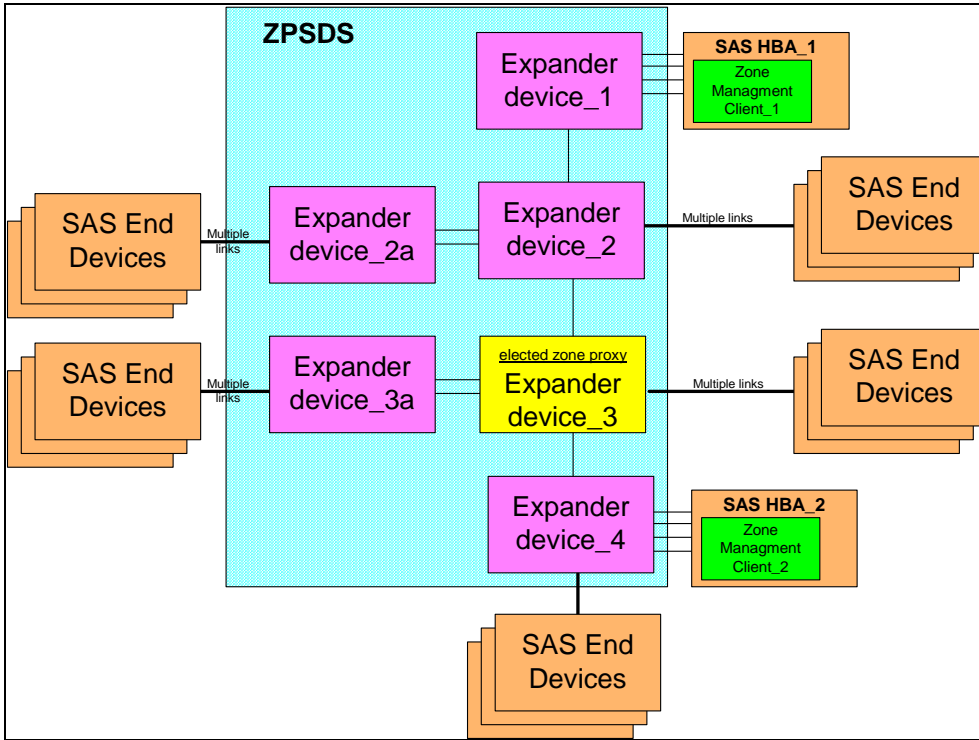 ZPSDS
Expander
device_1
SAS HBA_1
Zone
Managment
Client_1
SAS End
Devices
Multiple
links
Expander
device_2a
Expander
device_2
Multiple links
SAS End
Devices
SAS End
Devices
Multiple
links
Expander
device_3a
elected zone proxy
Expander
device_3
Multiple links
SAS End
Devices
Expander
device_4
SAS HBA_2
Zone
Managment
Client_2
SAS End
Devices